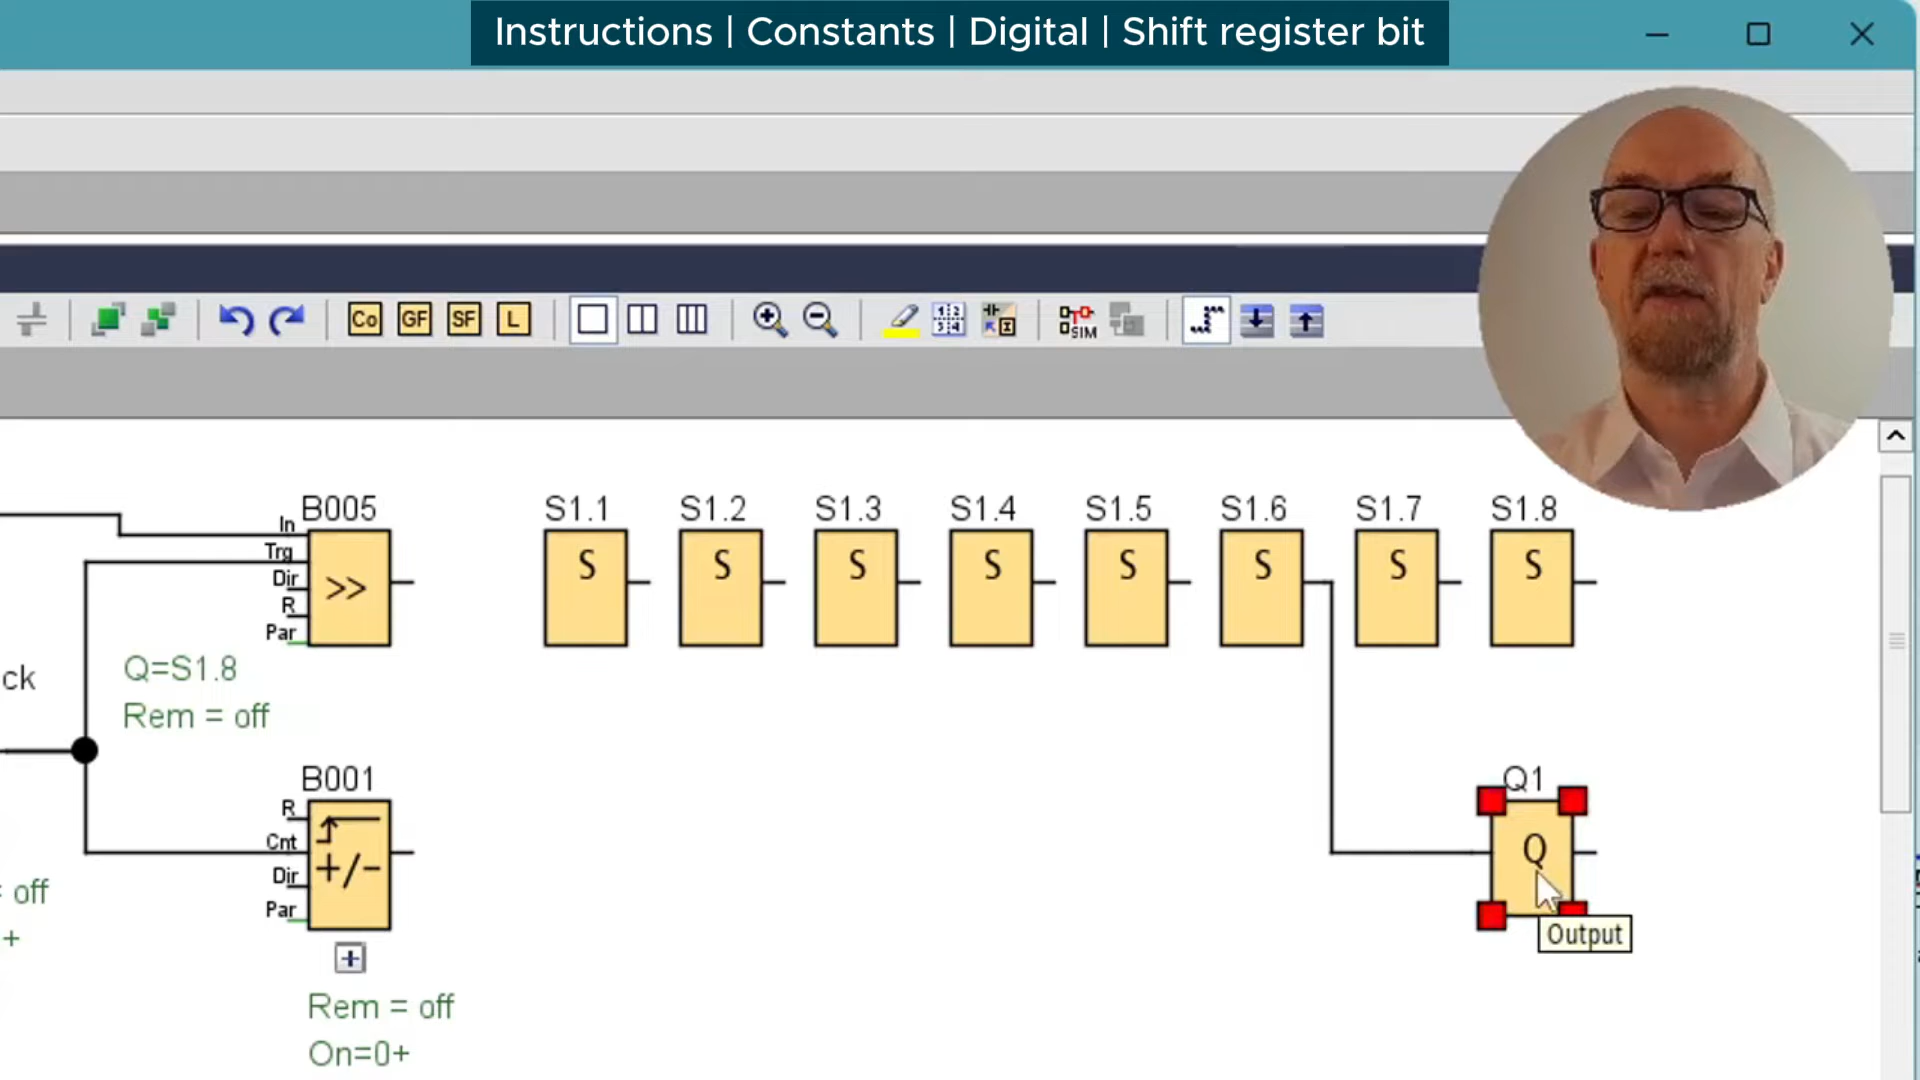 Instructions | Constants | Digital | Shift register bit
Co GF SF L
SIM
B005 S1.1 S1.2 S1.3 S1.4 S1.5 S1.6 S1.7 S1.8
In
Trg
Dir
R
Par
>>
S S S S S S S S
ck
Q=S1.8
Rem = off
B001
R
Cnt
Dir
Par
+/-
Q1
Q
Output
= off
+
Rem = off
On=0+